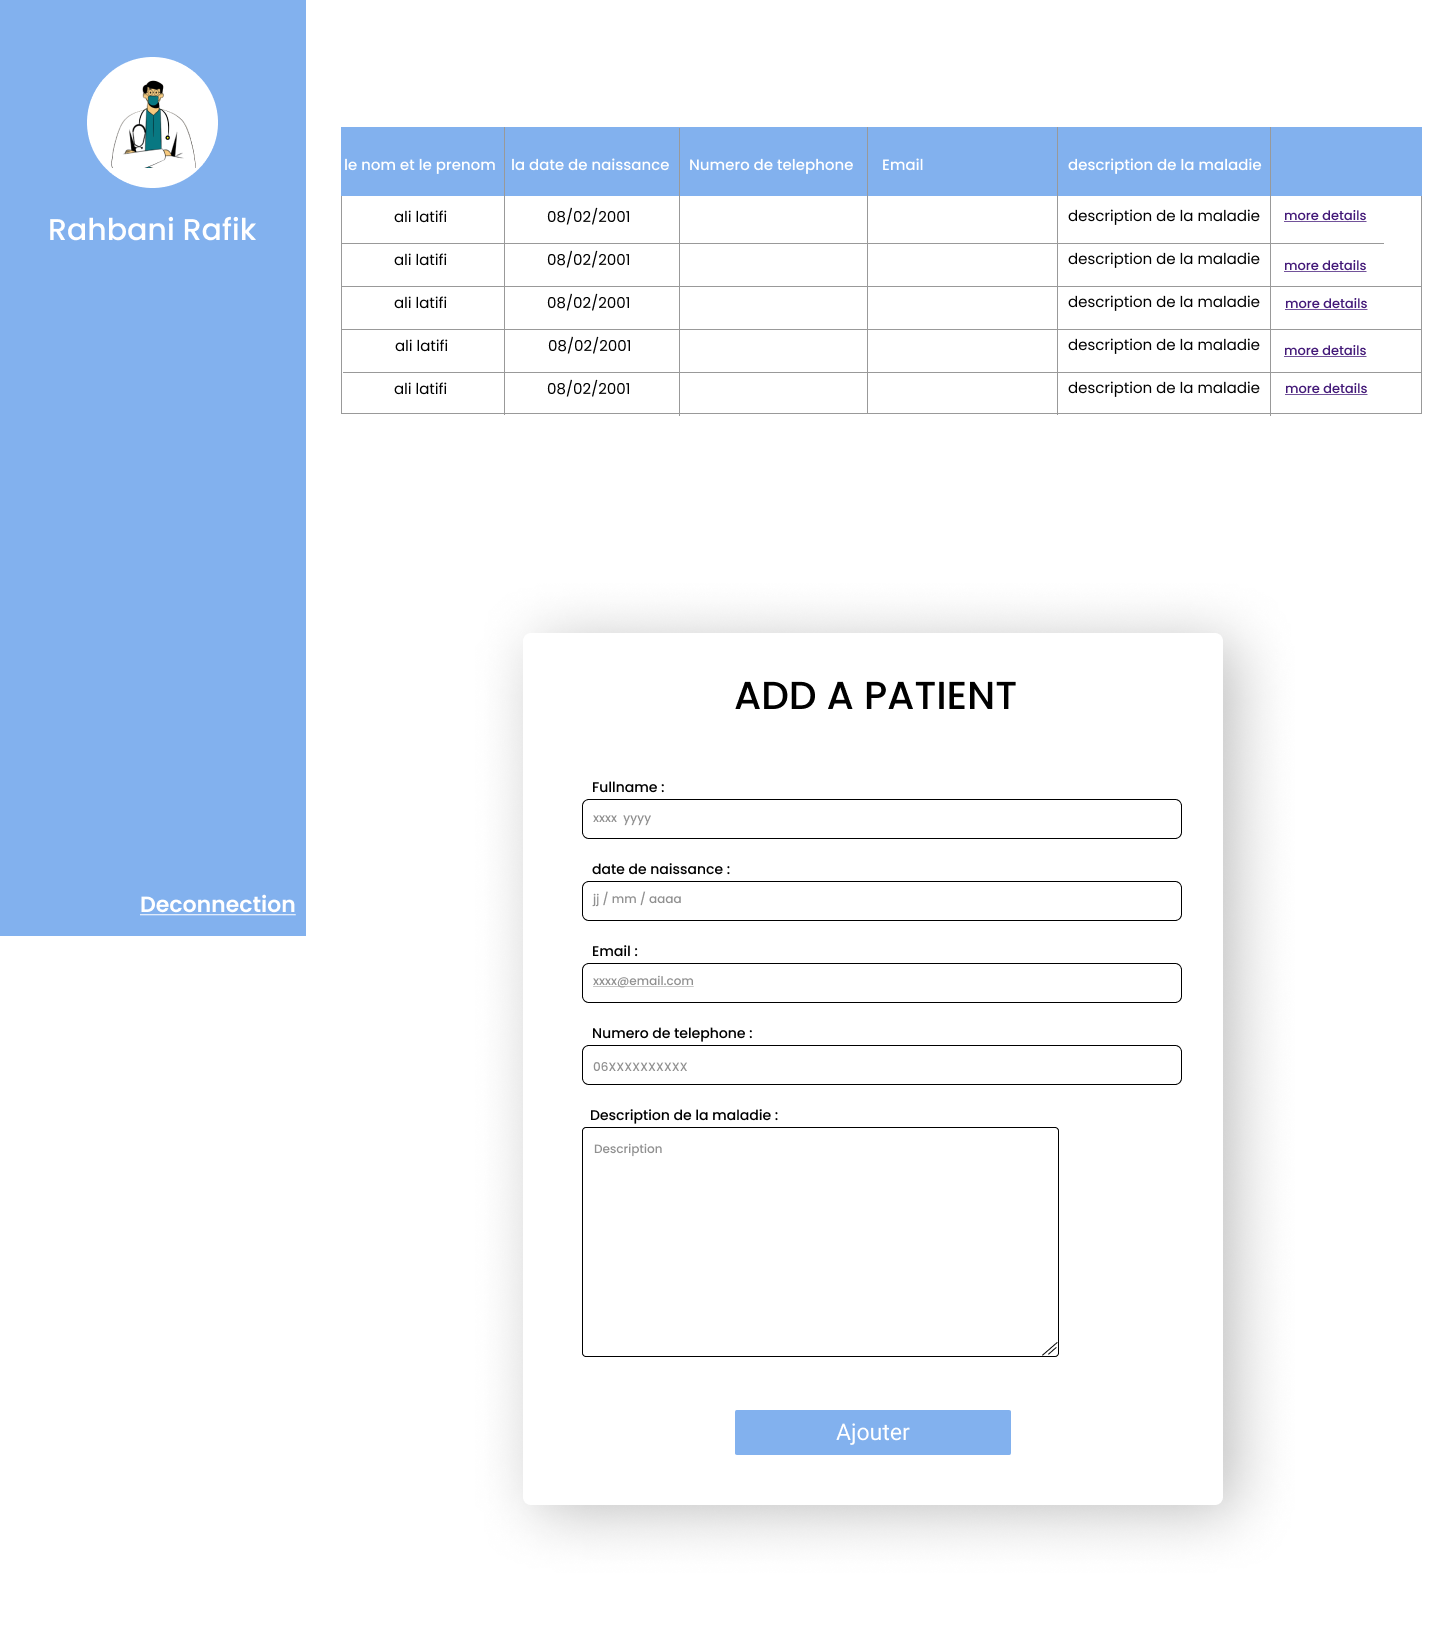 Rahbani Rafik
Deconnection
le nom et le prenom la date de naissance Numero de telephone Email description de la maladie
ali latifi 08/02/2001 description de la maladie more details
ali latifi 08/02/2001 description de la maladie more details
ali latifi 08/02/2001 description de la maladie more details
ali latifi 08/02/2001 description de la maladie more details
ali latifi 08/02/2001 description de la maladie more details
ADD A PATIENT
Fullname :
xxxx yyyy
date de naissance :
jj / mm / aaaa
Email :
xxxx@email.com
Numero de telephone :
06XXXXXXXXXX
Description de la maladie :
Description
Ajouter